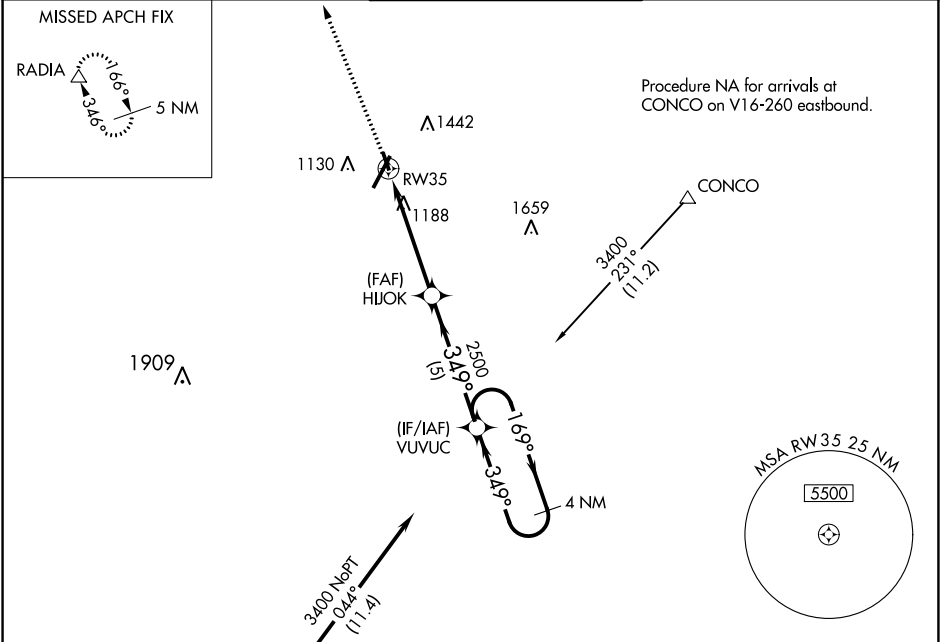 MISSED APCH FIX
RADIA
166°
346°
5 NM
Procedure NA for arrivals at
CONCO on V16-260 eastbound.
1442
1130
RW35
1188
CONCO
1659
3400
231°
(11.2)
(FAF)
HIJOK
2500
349°
(5)
1909
(IF/IAF)
VUVUC
169°
349°
4 NM
MSA RW35 25 NM
5500
3400 NoPT
044°
(11.4)